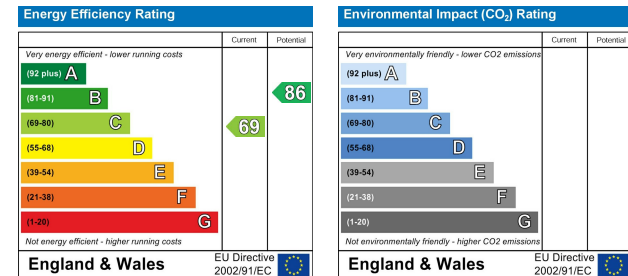 Energy Efficiency Rating
Current Potential
Very energy efficient - lower running costs
(92 plus) A
(81-91) B
(69-80) C
(55-68) D
(39-54) E
(21-38) F
(1-20) G
69
86
Not energy efficient - higher running costs
England & Wales
EU Directive
2002/91/EC
Environmental Impact (CO₂) Rating
Current Potential
Very environmentally friendly - lower CO2 emissions
(92 plus) A
(81-91) B
(69-80) C
(55-68) D
(39-54) E
(21-38) F
(1-20) G
Not environmentally friendly - higher CO2 emissions
England & Wales
EU Directive
2002/91/EC